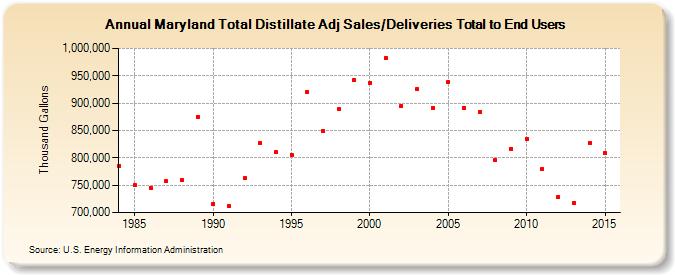 Annual Maryland Total Distillate Adj Sales/Deliveries Total to End Users
Thousand Gallons
1,000,000
950,000
900,000
850,000
800,000
750,000
700,000
1985 1990 1995 2000 2005 2010 2015
Source: U.S. Energy Information Administration